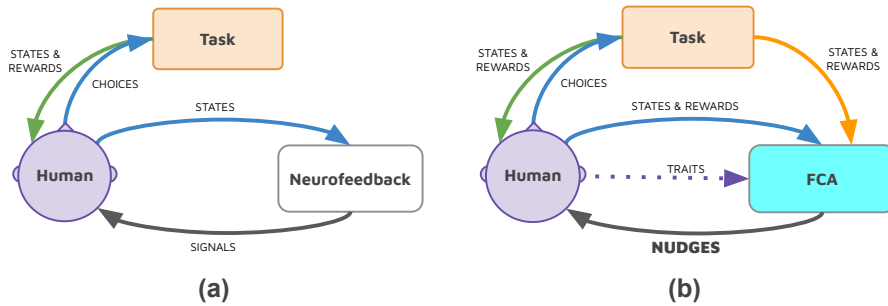 Task
STATES &
REWARDS
CHOICES
STATES
Human
Neurofeedback
SIGNALS
(a)
Task
STATES &
REWARDS
CHOICES
STATES &
REWARDS
STATES & REWARDS
Human
TRAITS
FCA
NUDGES
(b)